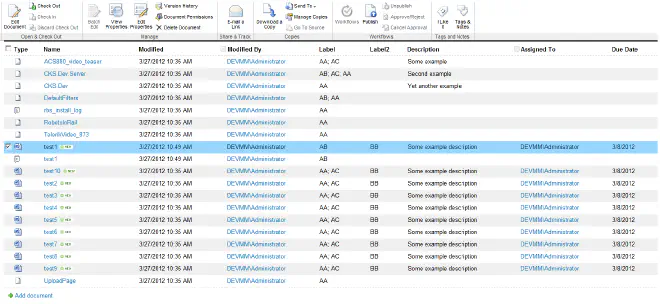 Edit Document
Check Out
Check In
Discard Check Out
Open & Check Out
Batch Edit
View Properties
Edit Properties
Version History
Document Permissions
Delete Document
Manage
E-mail a Link
Share & Track
Download a Copy
Send To
Manage Copies
Go To Source
Copies
Workflows
Publish
Unpublish
Approve/Reject
Cancel Approval
Workflows
I Like It
Tags & Notes
Tags and Notes
Type Name Modified Modified By Label Label2 Description Assigned To Due Date
ACS880_video_teaser 3/27/2012 10:35 AM DEVMM\Administrator AA; AC Some example
CKS Dev Server 3/27/2012 10:36 AM DEVMM\Administrator AB; AC; AA Second example
CKS Dev 3/27/2012 10:35 AM DEVMM\Administrator AA Yet another example
DefaultFilters 3/27/2012 10:36 AM DEVMM\Administrator AB; AA
install_log 3/27/2012 10:36 AM DEVMM\Administrator AA
3/27/2012 10:35 AM DEVMM\Administrator AA
3/27/2012 10:36 AM DEVMM\Administrator AA
test1 NEW 3/27/2012 10:49 AM DEVMM\Administrator AB BB Some example description DEVMM\Administrator 3/8/2012
test1 3/27/2012 10:49 AM DEVMM\Administrator AB
test10 NEW 3/27/2012 10:35 AM DEVMM\Administrator AA; AC BB Some example description DEVMM\Administrator 3/8/2012
test2 NEW 3/27/2012 10:35 AM DEVMM\Administrator AA; AC BB Some example description DEVMM\Administrator 3/8/2012
test3 NEW 3/27/2012 10:35 AM DEVMM\Administrator AA; AC BB Some example description DEVMM\Administrator 3/8/2012
test4 NEW 3/27/2012 10:35 AM DEVMM\Administrator AA; AC BB Some example description DEVMM\Administrator 3/8/2012
test5 NEW 3/27/2012 10:35 AM DEVMM\Administrator AA; AC BB Some example description DEVMM\Administrator 3/8/2012
test6 NEW 3/27/2012 10:35 AM DEVMM\Administrator AA; AC BB Some example description DEVMM\Administrator 3/8/2012
test7 NEW 3/27/2012 10:35 AM DEVMM\Administrator AA; AC BB Some example description DEVMM\Administrator 3/8/2012
test8 NEW 3/27/2012 10:35 AM DEVMM\Administrator AA; AC BB Some example description DEVMM\Administrator 3/8/2012
test9 NEW 3/27/2012 10:35 AM DEVMM\Administrator AA; AC BB Some example description DEVMM\Administrator 3/8/2012
UploadPage 3/27/2012 10:35 AM DEVMM\Administrator AA
Add document